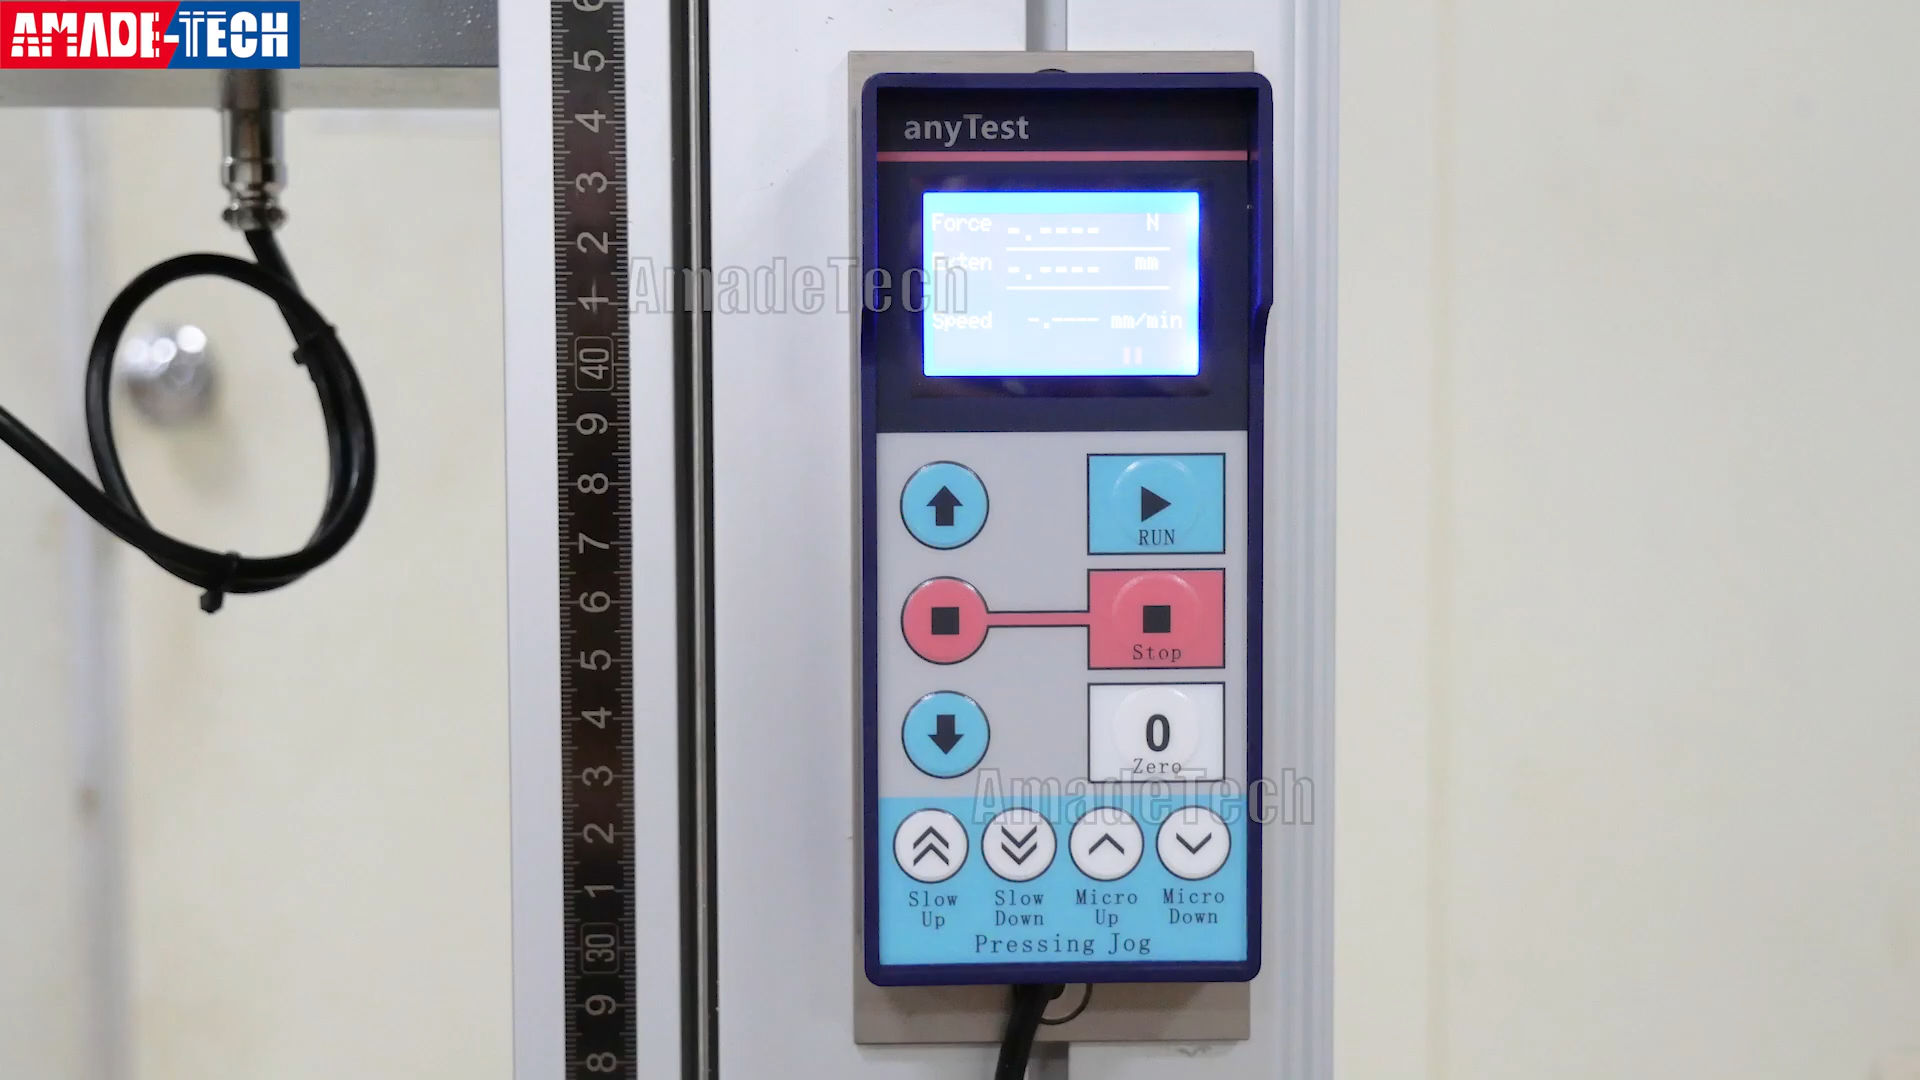 AMADE-TECH
anyTest
Force -.---- N
Exten -.---- mm
Speed -.---- mm/min
AmadeTech
RUN
Stop
0
Zero
AmadeTech
Slow Up
Slow Down
Micro Up
Micro Down
Pressing Jog
5
4
3
2
1
40
9
8
7
6
5
4
3
2
1
30
9
8